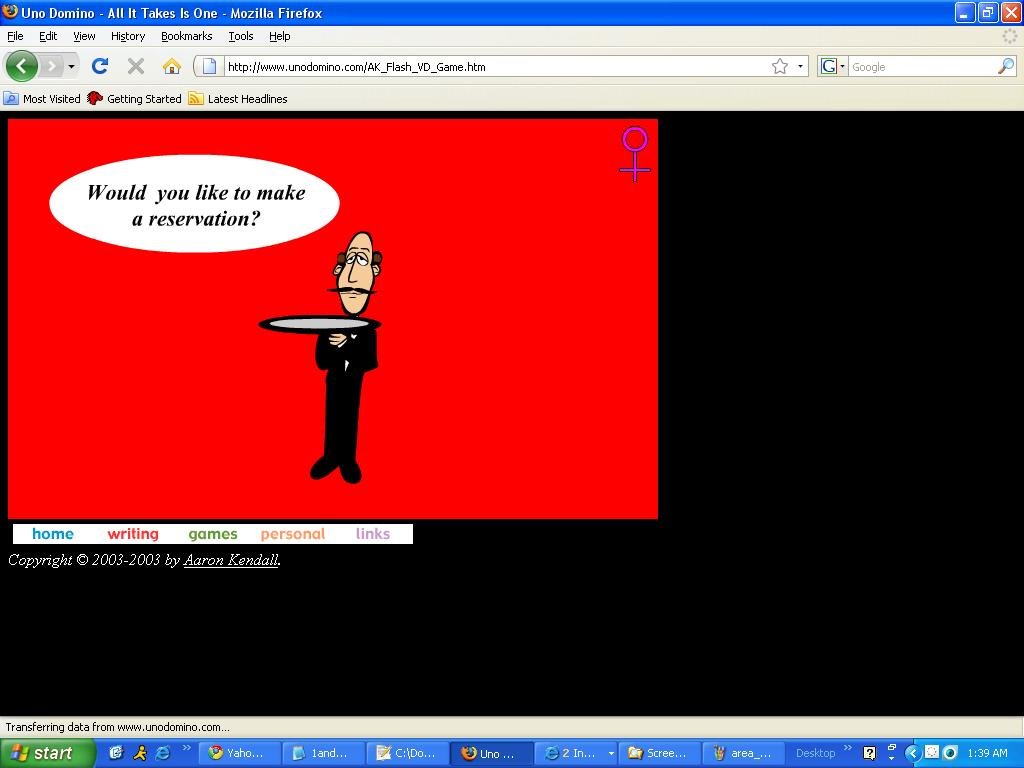 Uno Domino - All It Takes Is One - Mozilla Firefox
File Edit View History Bookmarks Tools Help
http://www.unodomino.com/AK_Flash_VD_Game.htm
G Google
Most Visited Getting Started Latest Headlines
Would you like to make
a reservation?
home writing games personal links
Copyright © 2003-2003 by Aaron Kendall.
Transferring data from www.unodomino.com...
start Yaho... 1and... C:\Do... Uno ... 2 In... Scree... area_... Desktop 1:39 AM